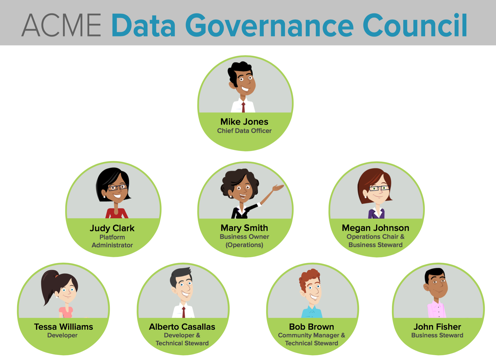 ACME Data Governance Council
Mike Jones
Chief Data Officer
Judy Clark
Platform
Administrator
Mary Smith
Business Owner
(Operations)
Megan Johnson
Operations Chair &
Business Steward
Tessa Williams
Developer
Alberto Casallas
Developer &
Technical Steward
Bob Brown
Community Manager &
Technical Steward
John Fisher
Business Steward